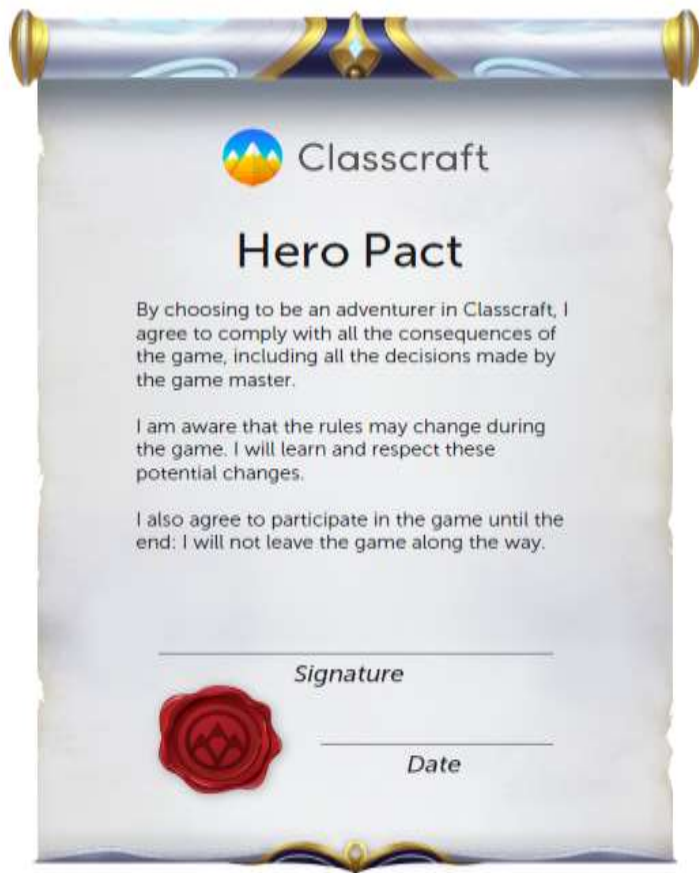 Classcraft
Hero Pact
By choosing to be an adventurer in Classcraft, I
agree to comply with all the consequences of
the game, including all the decisions made by
the game master.
I am aware that the rules may change during
the game. I will learn and respect these
potential changes.
I also agree to participate in the game until the
end: I will not leave the game along the way.
Signature
Date